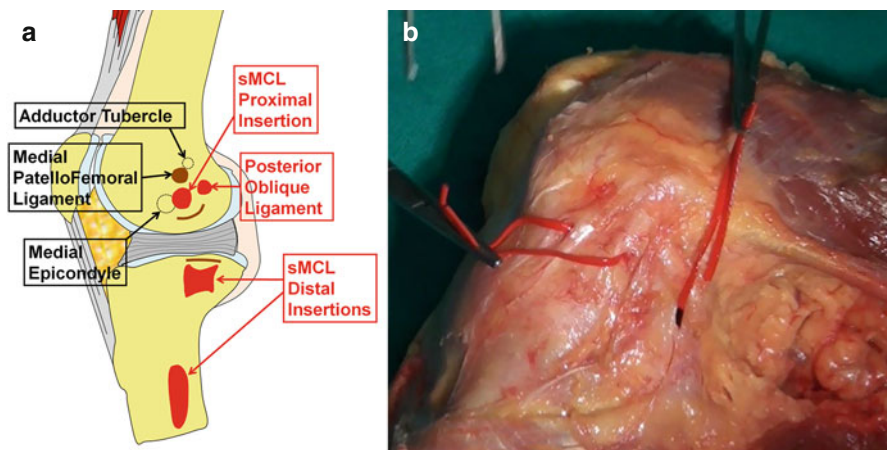 a
b
sMCL
Proximal
Insertion
Adductor Tubercle
Medial
PatelloFemoral
Ligament
Posterior
Oblique
Ligament
Medial
Epicondyle
sMCL
Distal
Insertions